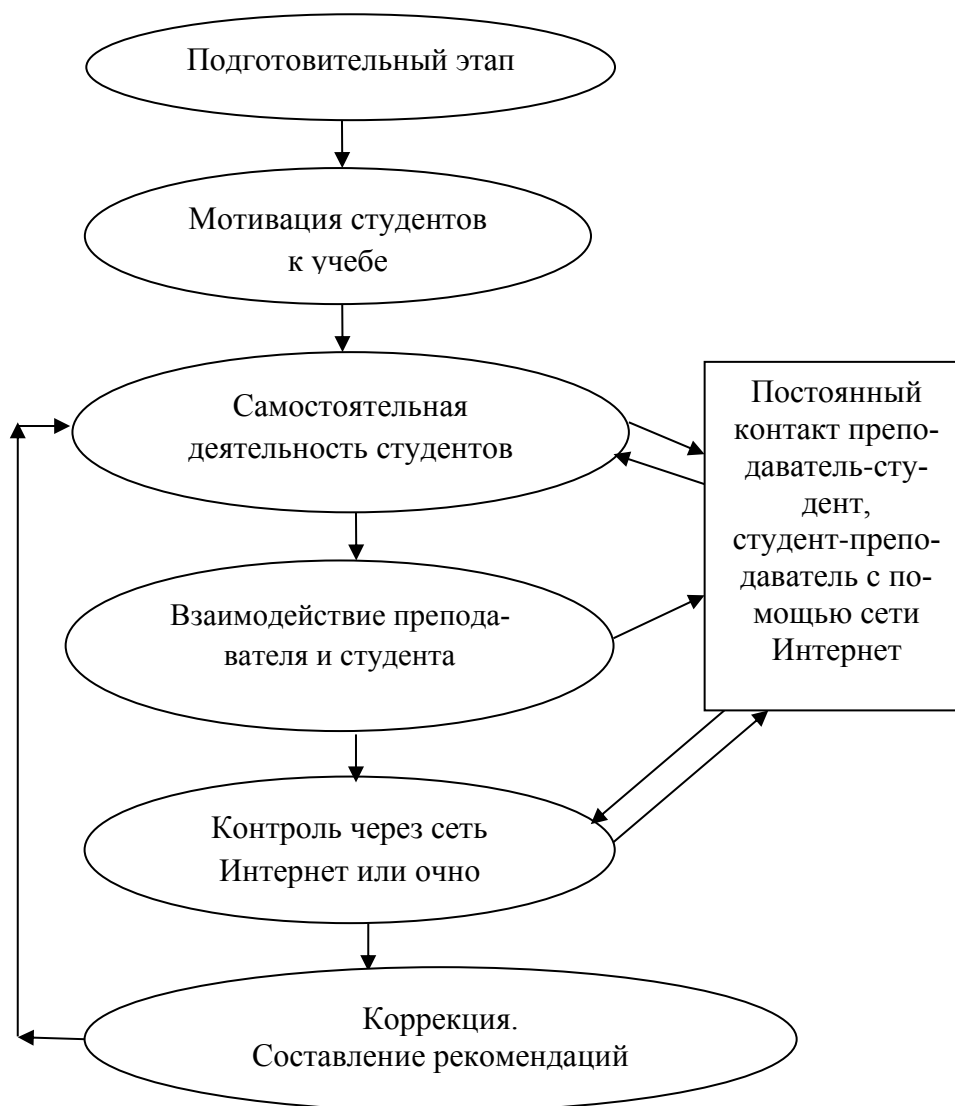 Подготовительный этап
Мотивация студентов
к учебе
Самостоятельная
деятельность студентов
Постоянный
контакт препо-
даватель-сту-
дент,
студент-препо-
даватель с по-
мощью сети
Интернет
Взаимодействие препода-
вателя и студента
Контроль через сеть
Интернет или очно
Коррекция.
Составление рекомендаций